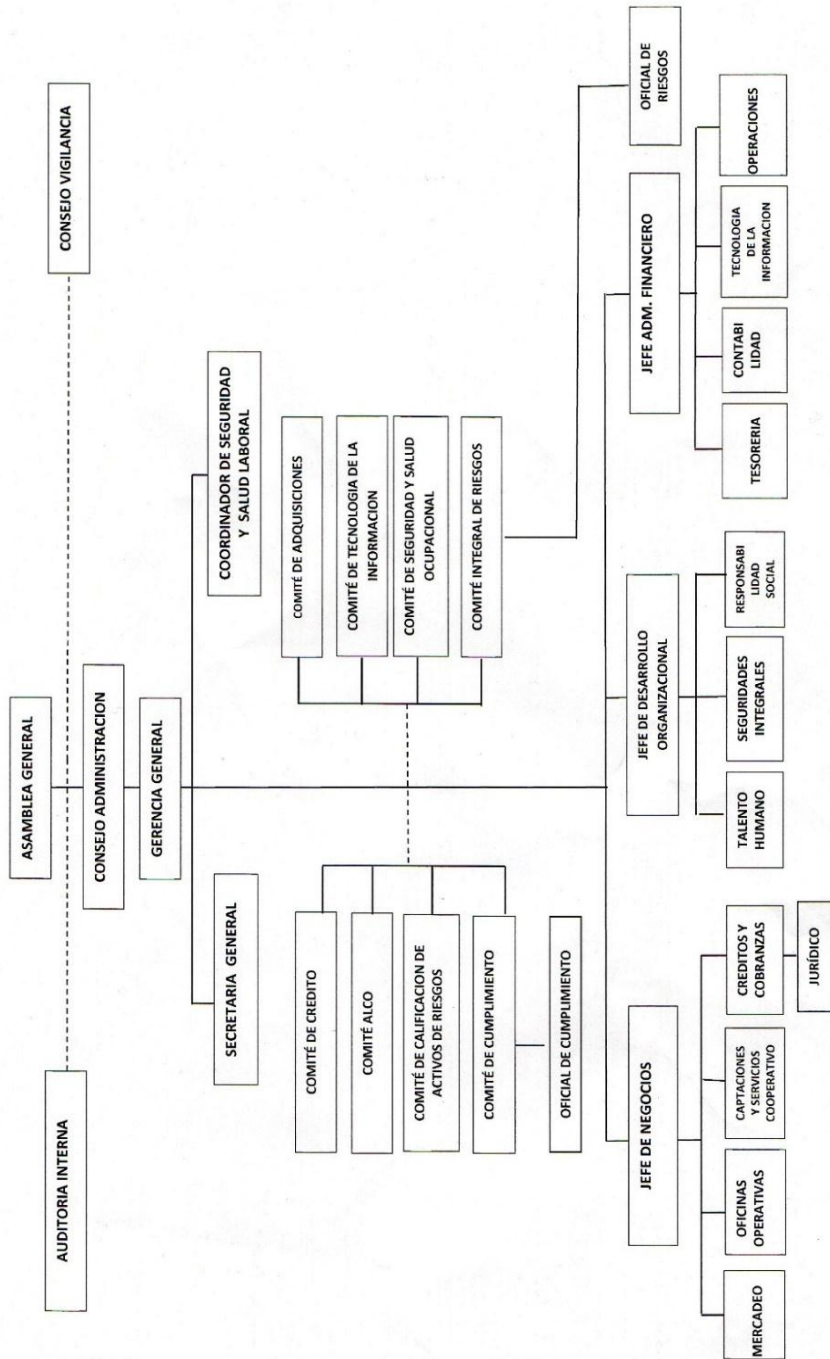 ASAMBLEA GENERAL
AUDITORIA INTERNA
CONSEJO VIGILANCIA
CONSEJO ADMINISTRACION
GERENCIA GENERAL
SECRETARIA GENERAL
COORDINADOR DE SEGURIDAD
Y SALUD LABORAL
COMITÉ DE CREDITO
COMITÉ ALCO
COMITÉ DE CALIFICACION DE
ACTIVOS DE RIESGOS
COMITÉ DE CUMPLIMIENTO
OFICIAL DE CUMPLIMIENTO
COMITÉ DE ADQUISICIONES
COMITÉ DE TECNOLOGIA DE LA
INFORMACION
COMITÉ DE SEGURIDAD Y SALUD
OCUPACIONAL
COMITÉ INTEGRAL DE RIESGOS
JEFE DE NEGOCIOS
JEFE DE DESARROLLO
ORGANIZACIONAL
JEFE ADM. FINANCIERO
OFICIAL DE
RIESGOS
MERCADEO
OFICINAS
OPERATIVAS
CAPTACIONES
Y SERVICIOS
COOPERATIVO
CREDITOS Y
COBRANZAS
JURÍDICO
TALENTO
HUMANO
SEGURIDADES
INTEGRALES
RESPONSABI
LIDAD
SOCIAL
TESORERIA
CONTABI
LIDAD
TECNOLOGIA
DE LA
INFORMACION
OPERACIONES